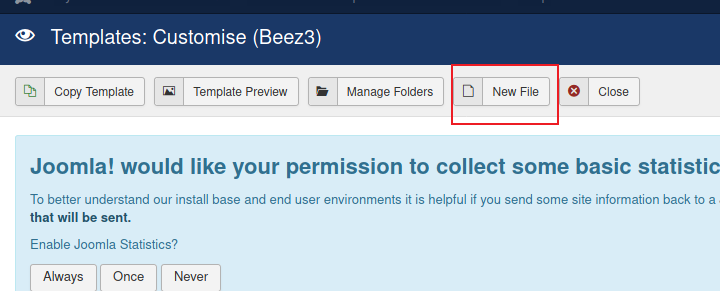 Templates: Customise (Beez3)
Copy Template Template Preview Manage Folders New File Close
Joomla! would like your permission to collect some basic statistic
To better understand our install base and end user environments it is helpful if you send some site information back to a
that will be sent.
Enable Joomla Statistics?
Always Once Never